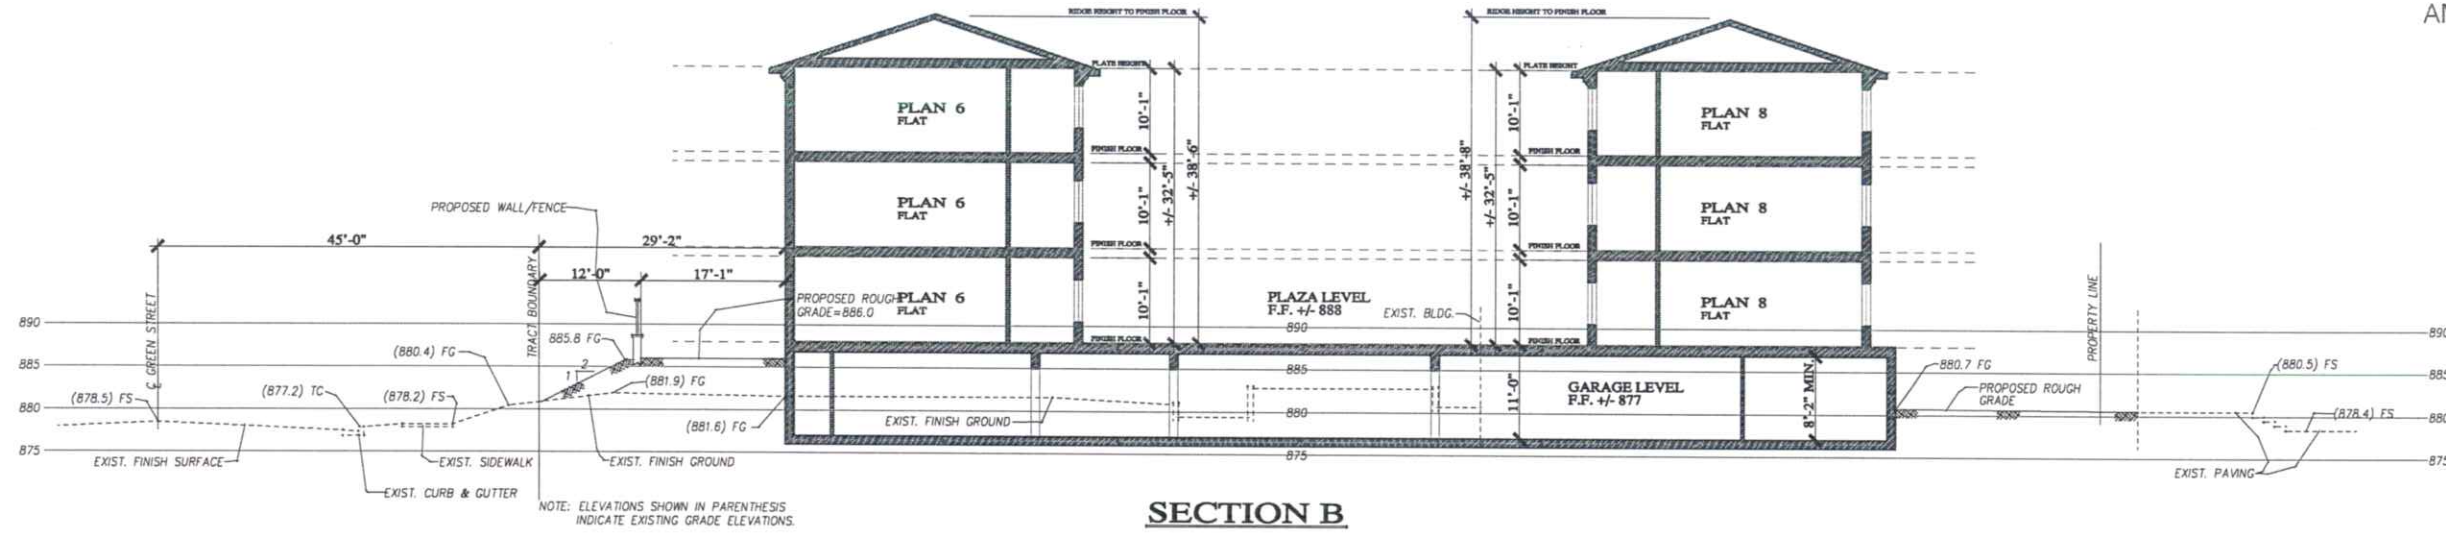 AN
RIDGE HEIGHT TO FINISH FLOOR
RIDGE HEIGHT TO FINISH FLOOR
PLATE HEIGHT
PLATE HEIGHT
PLAN 6
FLAT
10'-1"
10'-1"
PLAN 8
FLAT
FINISH FLOOR
FINISH FLOOR
+/- 38'-6"
+/- 38'-8"
+/- 32'-5"
+/- 32'-5"
PROPOSED WALL/FENCE
PLAN 6
FLAT
10'-1"
10'-1"
PLAN 8
FLAT
45'-0"
29'-2"
FINISH FLOOR
FINISH FLOOR
12'-0"
17'-1"
℄ GREEN STREET
TRACT BOUNDARY
PROPOSED ROUGH
GRADE=886.0
PLAN 6
FLAT
10'-1"
PLAZA LEVEL
F.F. +/- 888
EXIST. BLDG.
10'-1"
PLAN 8
FLAT
PROPERTY LINE
890
890
890
885.8 FG
FINISH FLOOR
FINISH FLOOR
(880.4) FG
885
2
1
(881.9) FG
885
885
880.7 FG
(880.5) FS
(878.5) FS
(877.2) TC
(878.2) FS
11'-0"
GARAGE LEVEL
F.F. +/- 877
8'-2" MIN.
PROPOSED ROUGH
GRADE
880
(881.6) FG
EXIST. FINISH GROUND
880
(878.4) FS
880
875
EXIST. FINISH SURFACE
EXIST. SIDEWALK
EXIST. FINISH GROUND
875
875
EXIST. PAVING
EXIST. CURB & GUTTER
NOTE: ELEVATIONS SHOWN IN PARENTHESIS
INDICATE EXISTING GRADE ELEVATIONS.
SECTION B